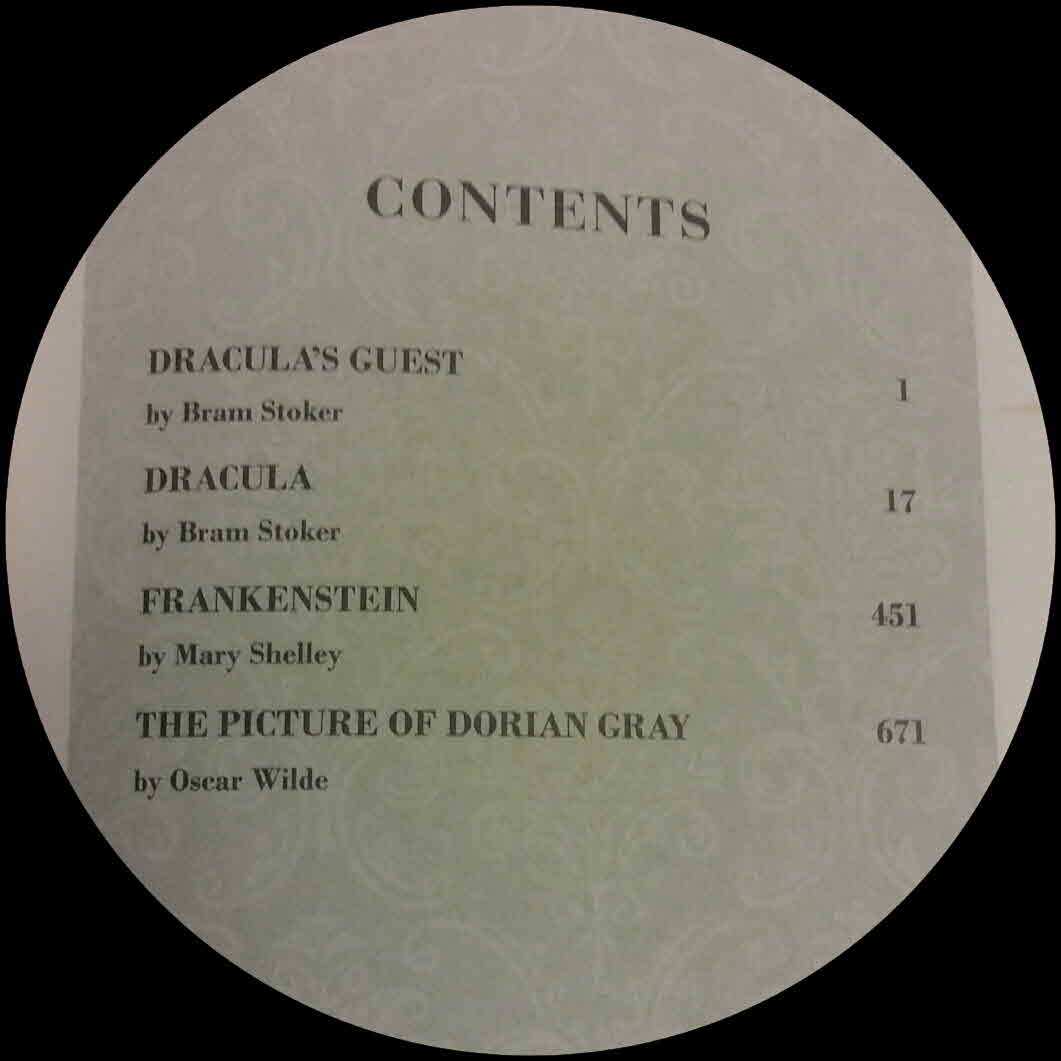 CONTENTS
DRACULA'S GUEST 1
by Bram Stoker
DRACULA 17
by Bram Stoker
FRANKENSTEIN 451
by Mary Shelley
THE PICTURE OF DORIAN GRAY 671
by Oscar Wilde